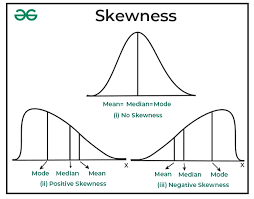 Skewness
Mean= Median=Mode
(i) No Skewness
X
Mode Median Mean
(ii) Positive Skewness
X
Mean Median Mode
(iii) Negative Skewness